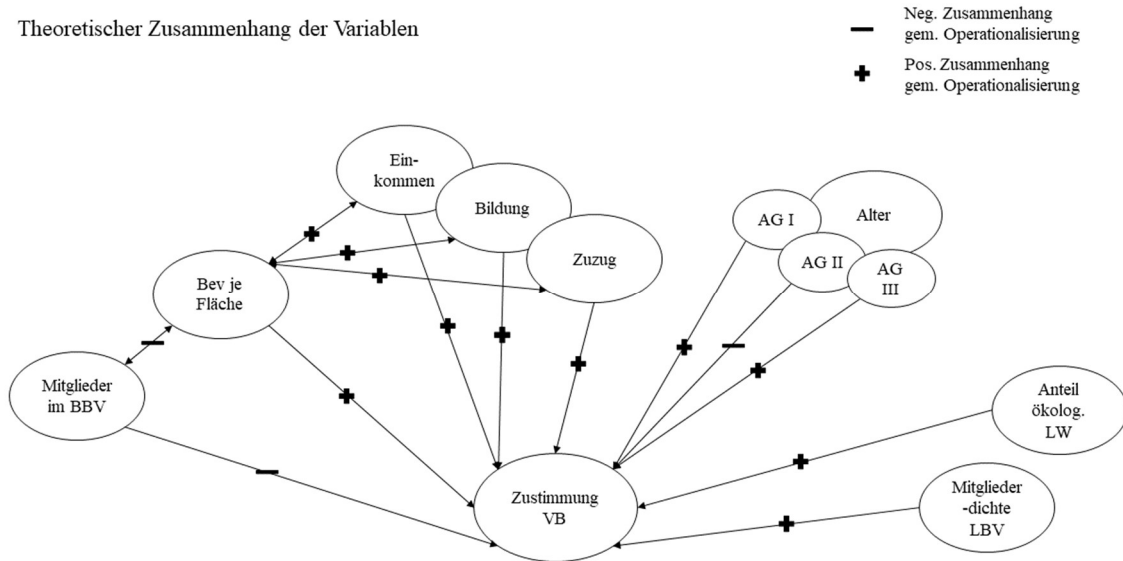 Theoretischer Zusammenhang der Variablen
Neg. Zusammenhang
gem. Operationalisierung
Pos. Zusammenhang
gem. Operationalisierung
Ein-
kommen
Bildung
Zuzug
AG I
Alter
AG II
AG
III
Bev je
Fläche
Mitglieder
im BBV
Anteil
ökolog.
LW
Zustimmung
VB
Mitglieder
-dichte
LBV